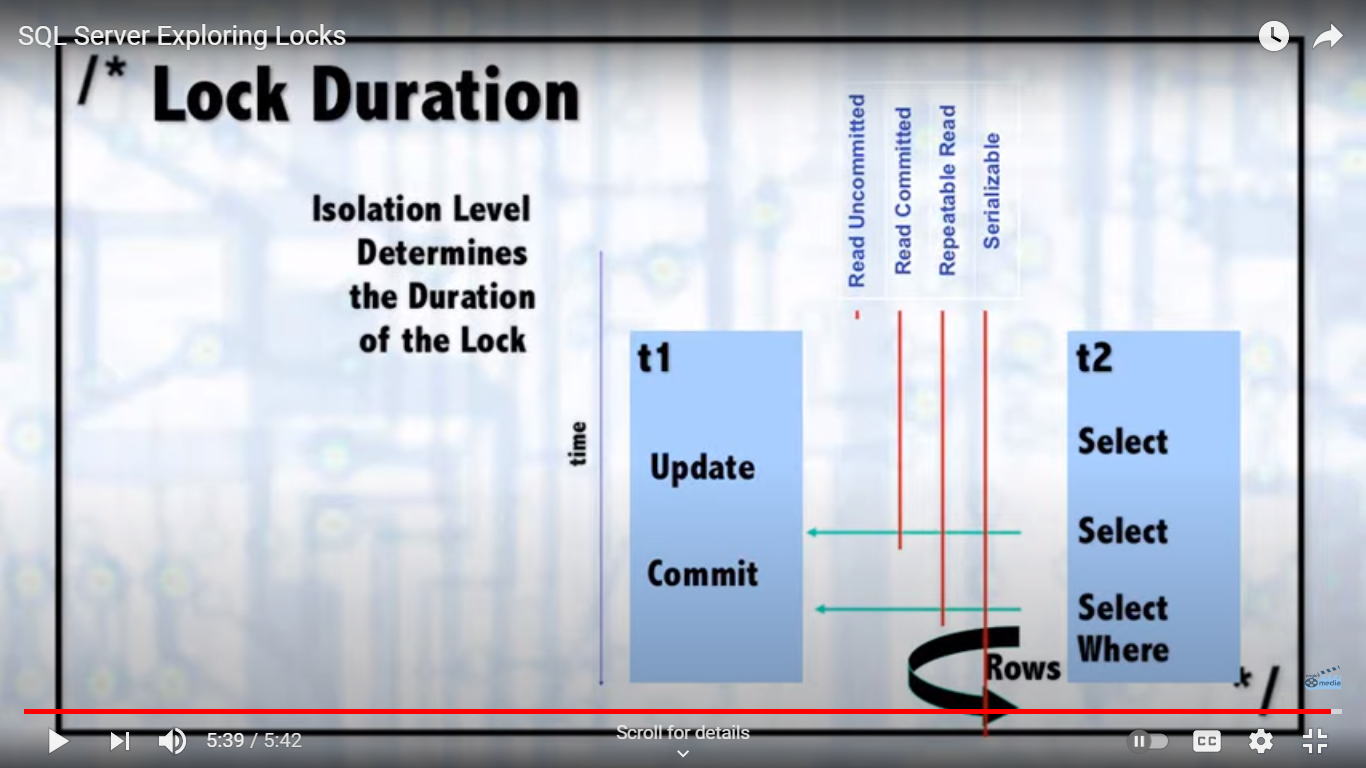 SQL Server Exploring Locks
/* Lock Duration
Isolation Level
Determines
the Duration
of the Lock
Read Uncommitted
Read Committed
Repeatable Read
Serializable
time
t1
Update
Commit
t2
Select
Select
Select
Where
Rows
*/
media
5:39 / 5:42
Scroll for details
CC